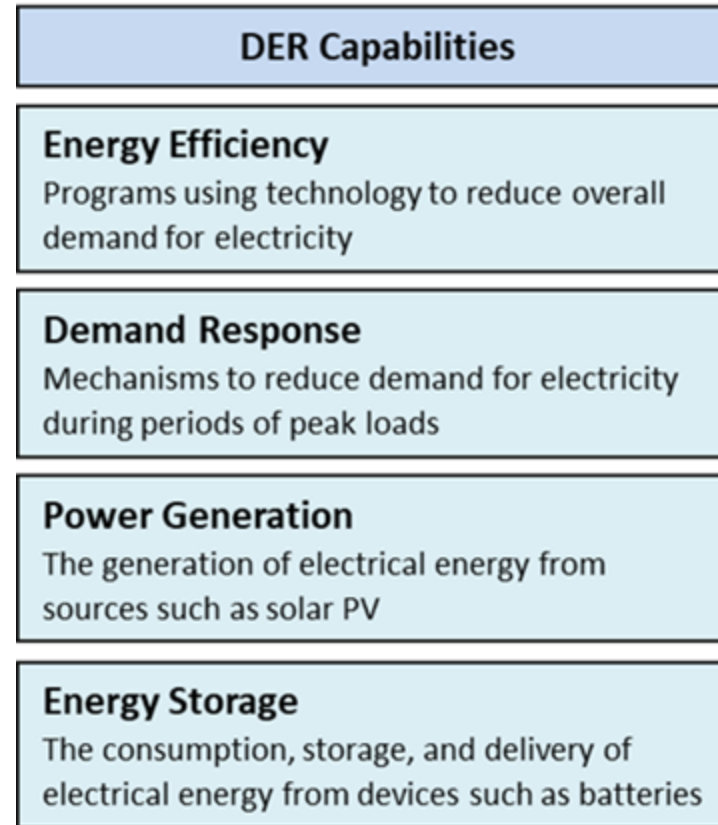 DER Capabilities
Energy Efficiency
Programs using technology to reduce overall
demand for electricity
Demand Response
Mechanisms to reduce demand for electricity
during periods of peak loads
Power Generation
The generation of electrical energy from
sources such as solar PV
Energy Storage
The consumption, storage, and delivery of
electrical energy from devices such as batteries